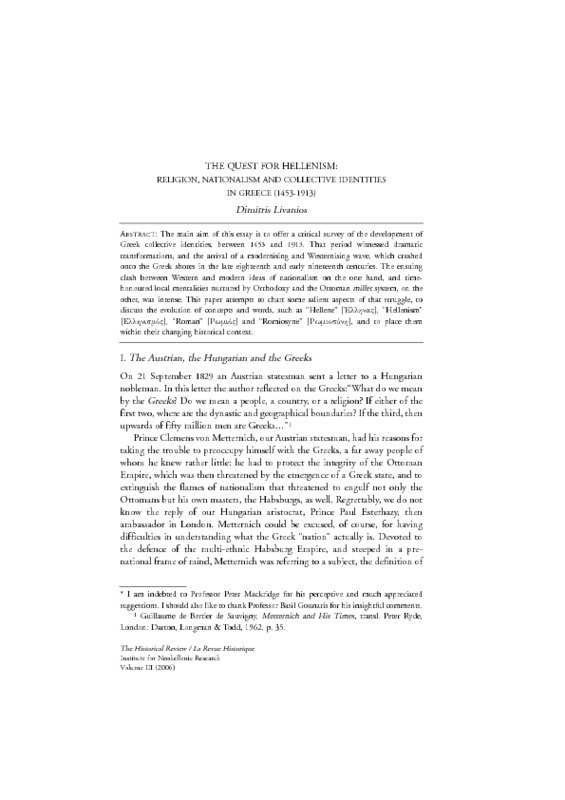 THE QUEST FOR HELLENISM:
RELIGION, NATIONALISM AND COLLECTIVE IDENTITIES
IN GREECE (1453-1913)
Dimitris Livanios
ABSTRACT: The main aim of this essay is to offer a critical survey of the development of
Greek collective identities, between 1453 and 1913. That period witnessed dramatic
transformations, and the arrival of a modernising and Westernising wave, which crashed
onto the Greek shores in the late eighteenth and early nineteenth centuries. The ensuing
clash between Western and modern ideas of nationalism on the one hand, and time-
honoured local mentalities nurtured by Orthodoxy and the Ottoman millet system, on the
other, was intense. This paper attempts to chart some salient aspects of that struggle, to
discuss the evolution of concepts and words, such as "Hellene" [Έλληνας], "Hellenism"
[Ελληνισμός], "Roman" [Ρωμιός] and "Romiosyne" [Ρωμιοσύνη], and to place them
within their changing historical context.
I. The Austrian, the Hungarian and the Greeks
On 21 September 1829 an Austrian statesman sent a letter to a Hungarian
nobleman. In this letter the author reflected on the Greeks: "What do we mean
by the Greeks? Do we mean a people, a country, or a religion? If either of the
first two, where are the dynastic and geographical boundaries? If the third, then
upwards of fifty million men are Greeks…"1
Prince Clemens von Metternich, our Austrian statesman, had his reasons for
taking the trouble to preoccupy himself with the Greeks, a far away people of
whom he knew rather little: he had to protect the integrity of the Ottoman
Empire, which was then threatened by the emergence of a Greek state, and to
extinguish the flames of nationalism that threatened to engulf not only the
Ottomans but his own masters, the Habsburgs, as well. Regrettably, we do not
know the reply of our Hungarian aristocrat, Prince Paul Esterhazy, then
ambassador in London. Metternich could be excused, of course, for having
difficulties in understanding what the Greek "nation" actually is. Devoted to
the defence of the multi-ethnic Habsburg Empire, and steeped in a pre-
national frame of mind, Metternich was referring to a subject, the definition of
* I am indebted to Professor Peter Mackridge for his perceptive and much appreciated
suggestions. I should also like to thank Professor Basil Gounaris for his insightful comments.
1 Guillaume de Bertier de Sauvigny, Metternich and His Times, transl. Peter Ryde,
London: Darton, Longman & Todd, 1962, p. 35.
The Historical Review / La Revue Historique
Institute for Neohellenic Research
Volume III (2006)